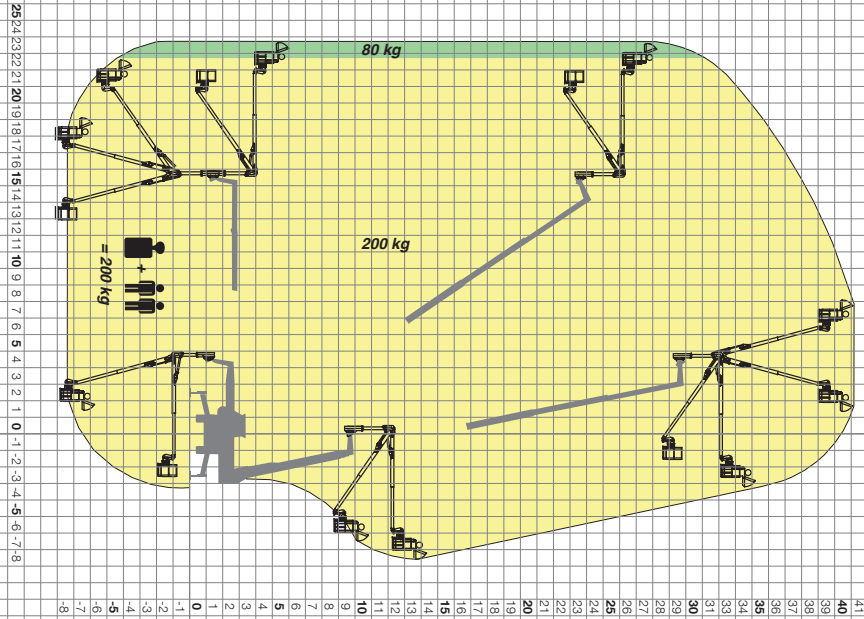 80 kg
200 kg
+
= 200 kg
25 24 23 22 21 20 19 18 17 16 15 14 13 12 11 10 9 8 7 6 5 4 3 2 1 0 -1 -2 -3 -4 -5 -6 -7 -8
-8 -7 -6 -5 -4 -3 -2 -1 0 1 2 3 4 5 6 7 8 9 10 11 12 13 14 15 16 17 18 19 20 21 22 23 24 25 26 27 28 29 30 31 33 34 35 36 37 38 39 40 41